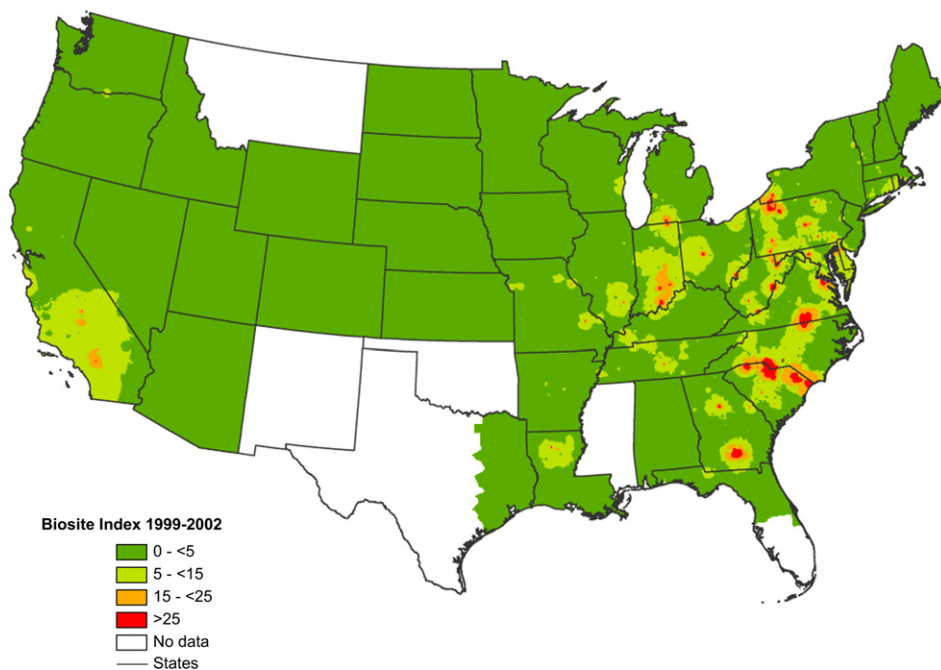 Biosite Index 1999-2002
0 - <5
5 - <15
15 - <25
>25
No data
States